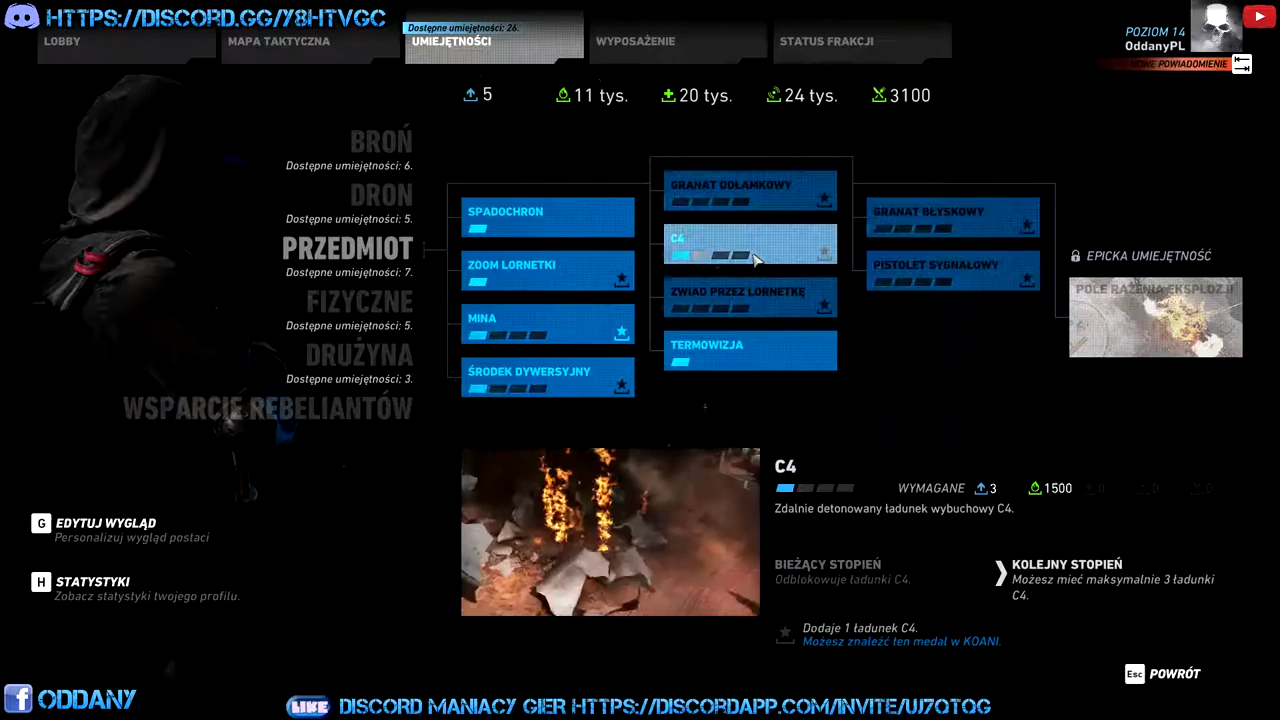 HTTPS://DISCORD.GG/Y8HTVGC
LOBBY
MAPA TAKTYCZNA
Dostępne umiejętności: 26.
UMIEJĘTNOŚCI
WYPOSAŻENIE
STATUS FRAKCJI
POZIOM 14
OddanyPL
NOWE POWIADOMIENIE
5
11 tys.
20 tys.
24 tys.
3100
BROŃ
Dostępne umiejętności: 6.
DRON
Dostępne umiejętności: 5.
PRZEDMIOT
Dostępne umiejętności: 7.
FIZYCZNE
Dostępne umiejętności: 5.
DRUŻYNA
Dostępne umiejętności: 3.
WSPARCIE REBELIANTÓW
SPADOCHRON
ZOOM LORNETKI
MINA
ŚRODEK DYWERSYJNY
GRANAT ODŁAMKOWY
C4
ZWIAD PRZEZ LORNETKĘ
TERMOWIZJA
GRANAT BŁYSKOWY
PISTOLET SYGNAŁOWY
EPICKA UMIEJĘTNOŚĆ
POLE RAŻENIA EKSPLOZJI
C4
WYMAGANE 3 1500 0 0 0
Zdalnie detonowany ładunek wybuchowy C4.
BIEŻĄCY STOPIEŃ
Odblokowuje ładunki C4.
KOLEJNY STOPIEŃ
Możesz mieć maksymalnie 3 ładunki
C4.
Dodaje 1 ładunek C4.
Możesz znaleźć ten medal w KOANI.
G EDYTUJ WYGLĄD
Personalizuj wygląd postaci
H STATYSTYKI
Zobacz statystyki twojego profilu.
Esc POWRÓT
ODDANY
LIKE DISCORD MANIACY GIER HTTPS://DISCORDAPP.COM/INVITE/UJ7QTQG